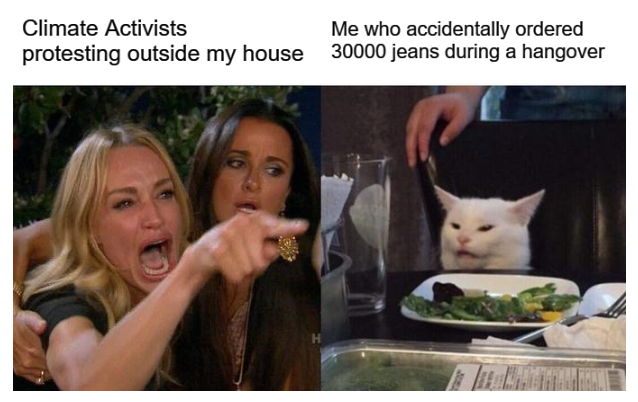 Climate Activists
protesting outside my house
Me who accidentally ordered
30000 jeans during a hangover